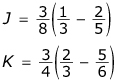 J = 3/8(1/3 − 2/5)
K = 3/4(2/3 − 5/6)